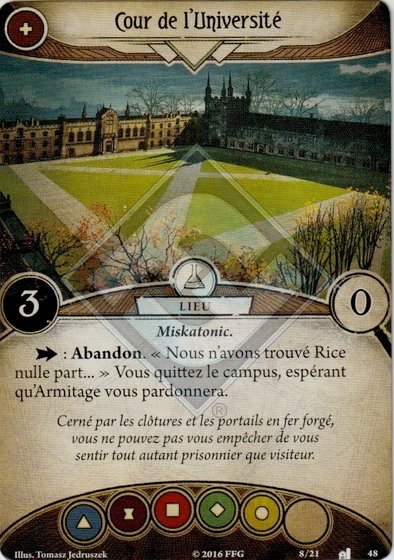 Cour de l'Université
3
0
LIEU
Miskatonic.
: Abandon. « Nous n'avons trouvé Rice
nulle part... » Vous quittez le campus, espérant
qu'Armitage vous pardonnera.
Cerné par les clôtures et les portails en fer forgé,
vous ne pouvez pas vous empêcher de vous
sentir tout autant prisonnier que visiteur.
Illus. Tomasz Jedruszek © 2016 FFG 8/21 48